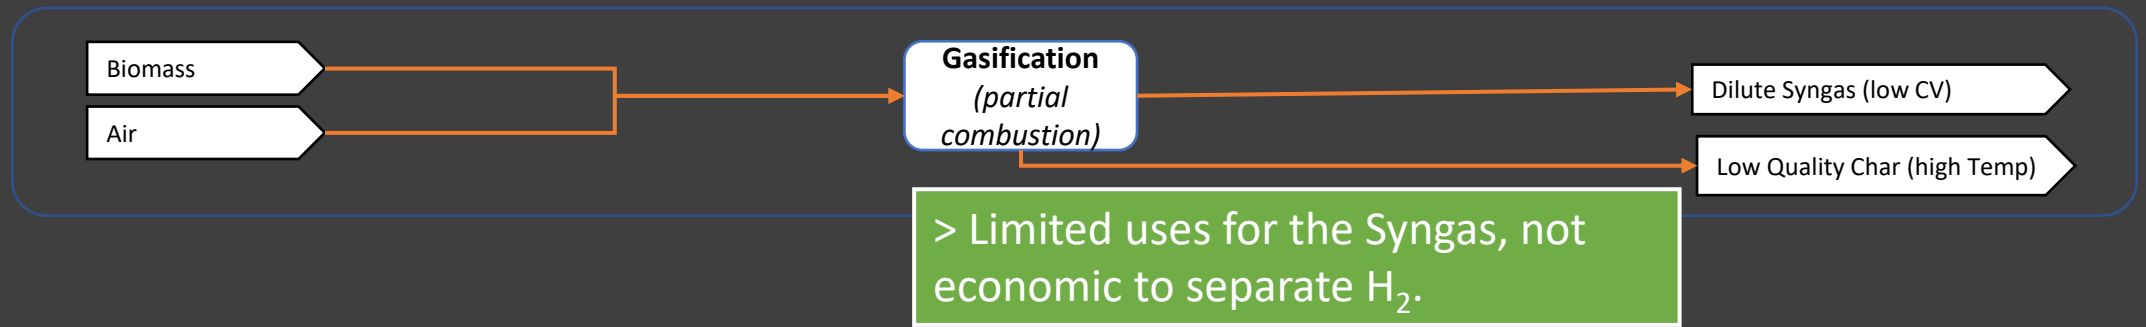 Biomass
Air
Gasification
(partial
combustion)
Dilute Syngas (low CV)
Low Quality Char (high Temp)
> Limited uses for the Syngas, not
economic to separate H₂.